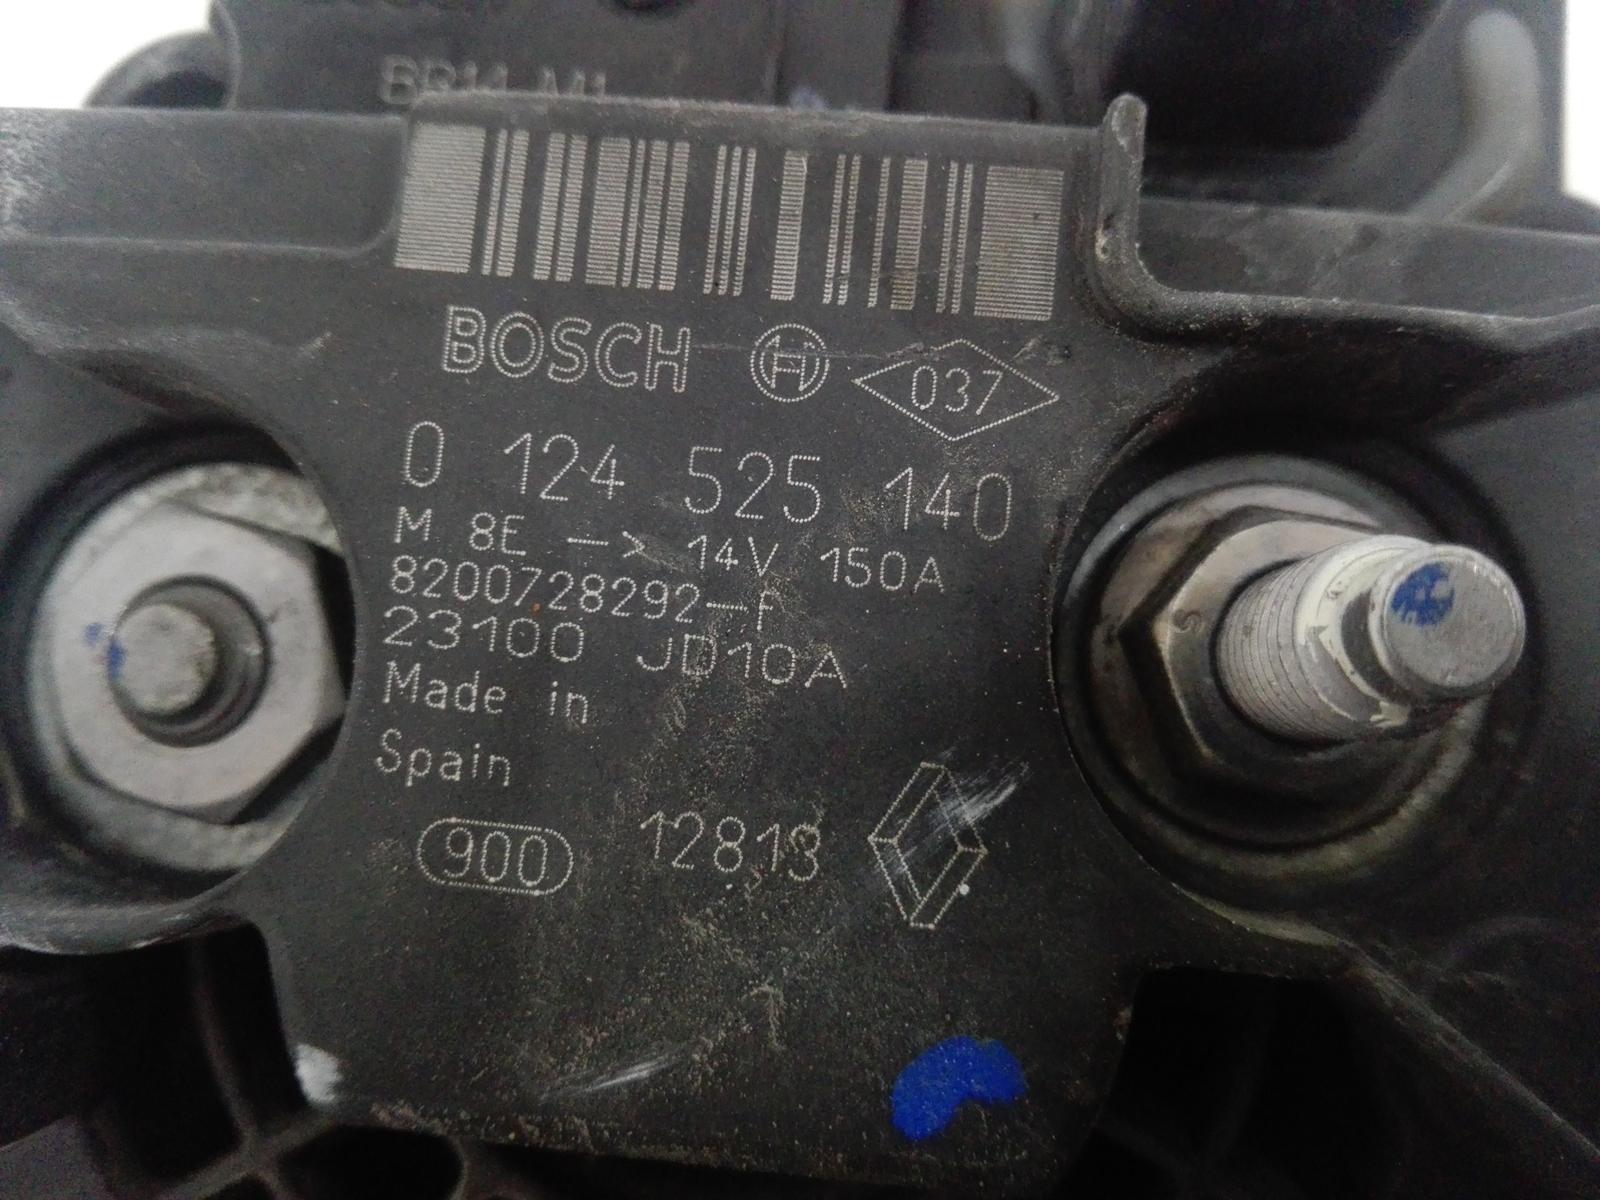 BOSCH 037
0 124 525 140
M 8E -> 14V 150A
8200728292-F
23100 JD10A
Made in
Spain
900 12813